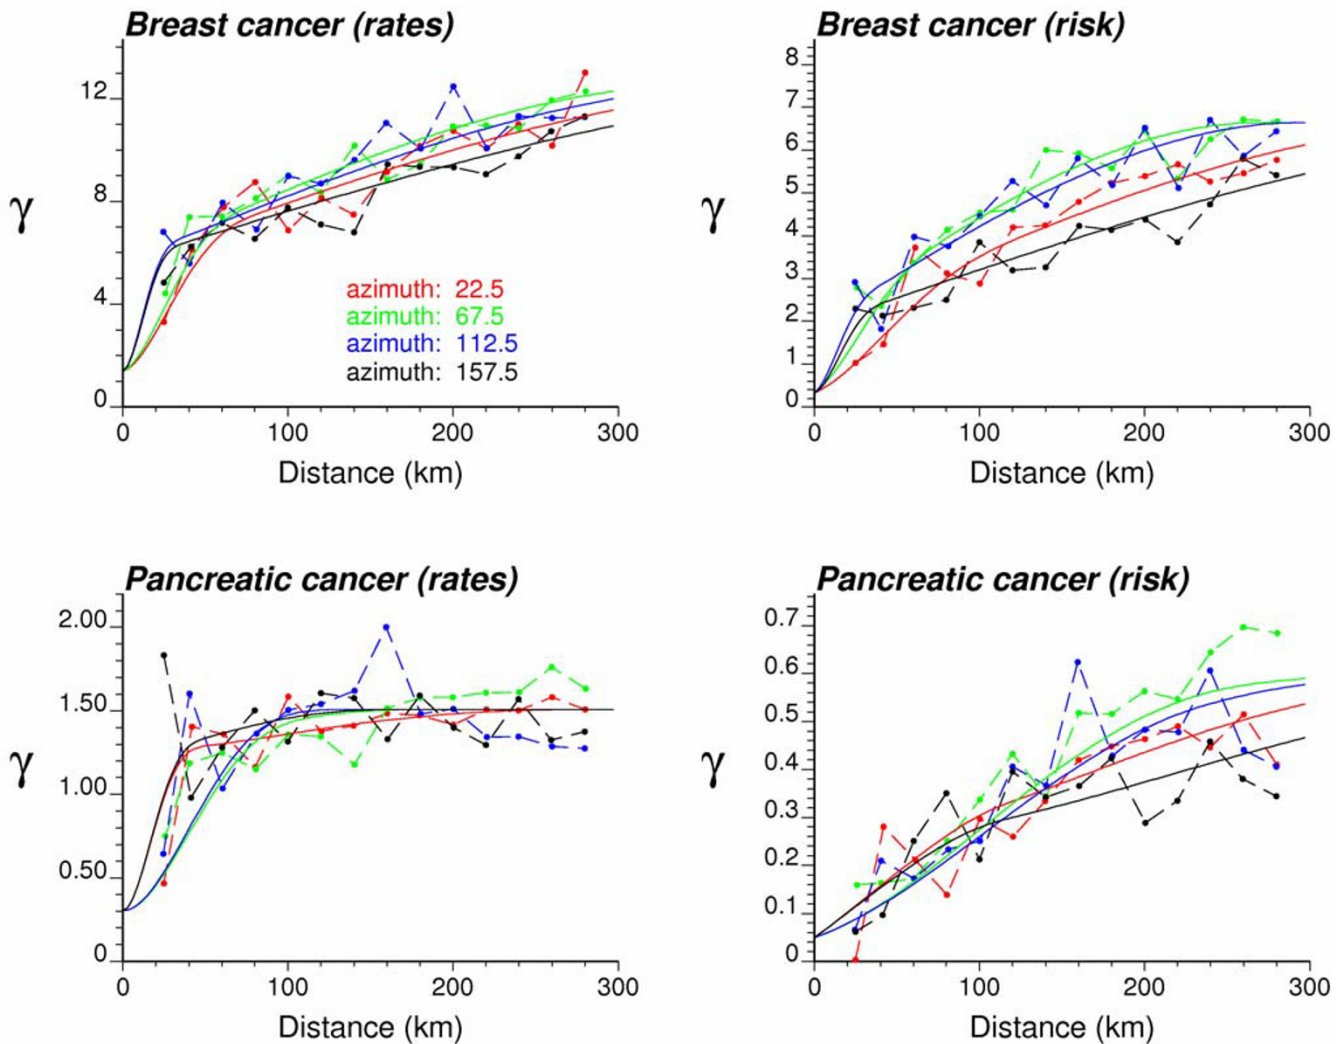 Breast cancer (rates)
12
8
γ
4
0
azimuth: 22.5
azimuth: 67.5
azimuth: 112.5
azimuth: 157.5
0 100 200 300
Distance (km)
Breast cancer (risk)
8
7
6
5
γ
4
3
2
1
0
0 100 200 300
Distance (km)
Pancreatic cancer (rates)
2.00
1.50
γ
1.00
0.50
0
0 100 200 300
Distance (km)
Pancreatic cancer (risk)
0.7
0.6
0.5
γ
0.4
0.3
0.2
0.1
0
0 100 200 300
Distance (km)